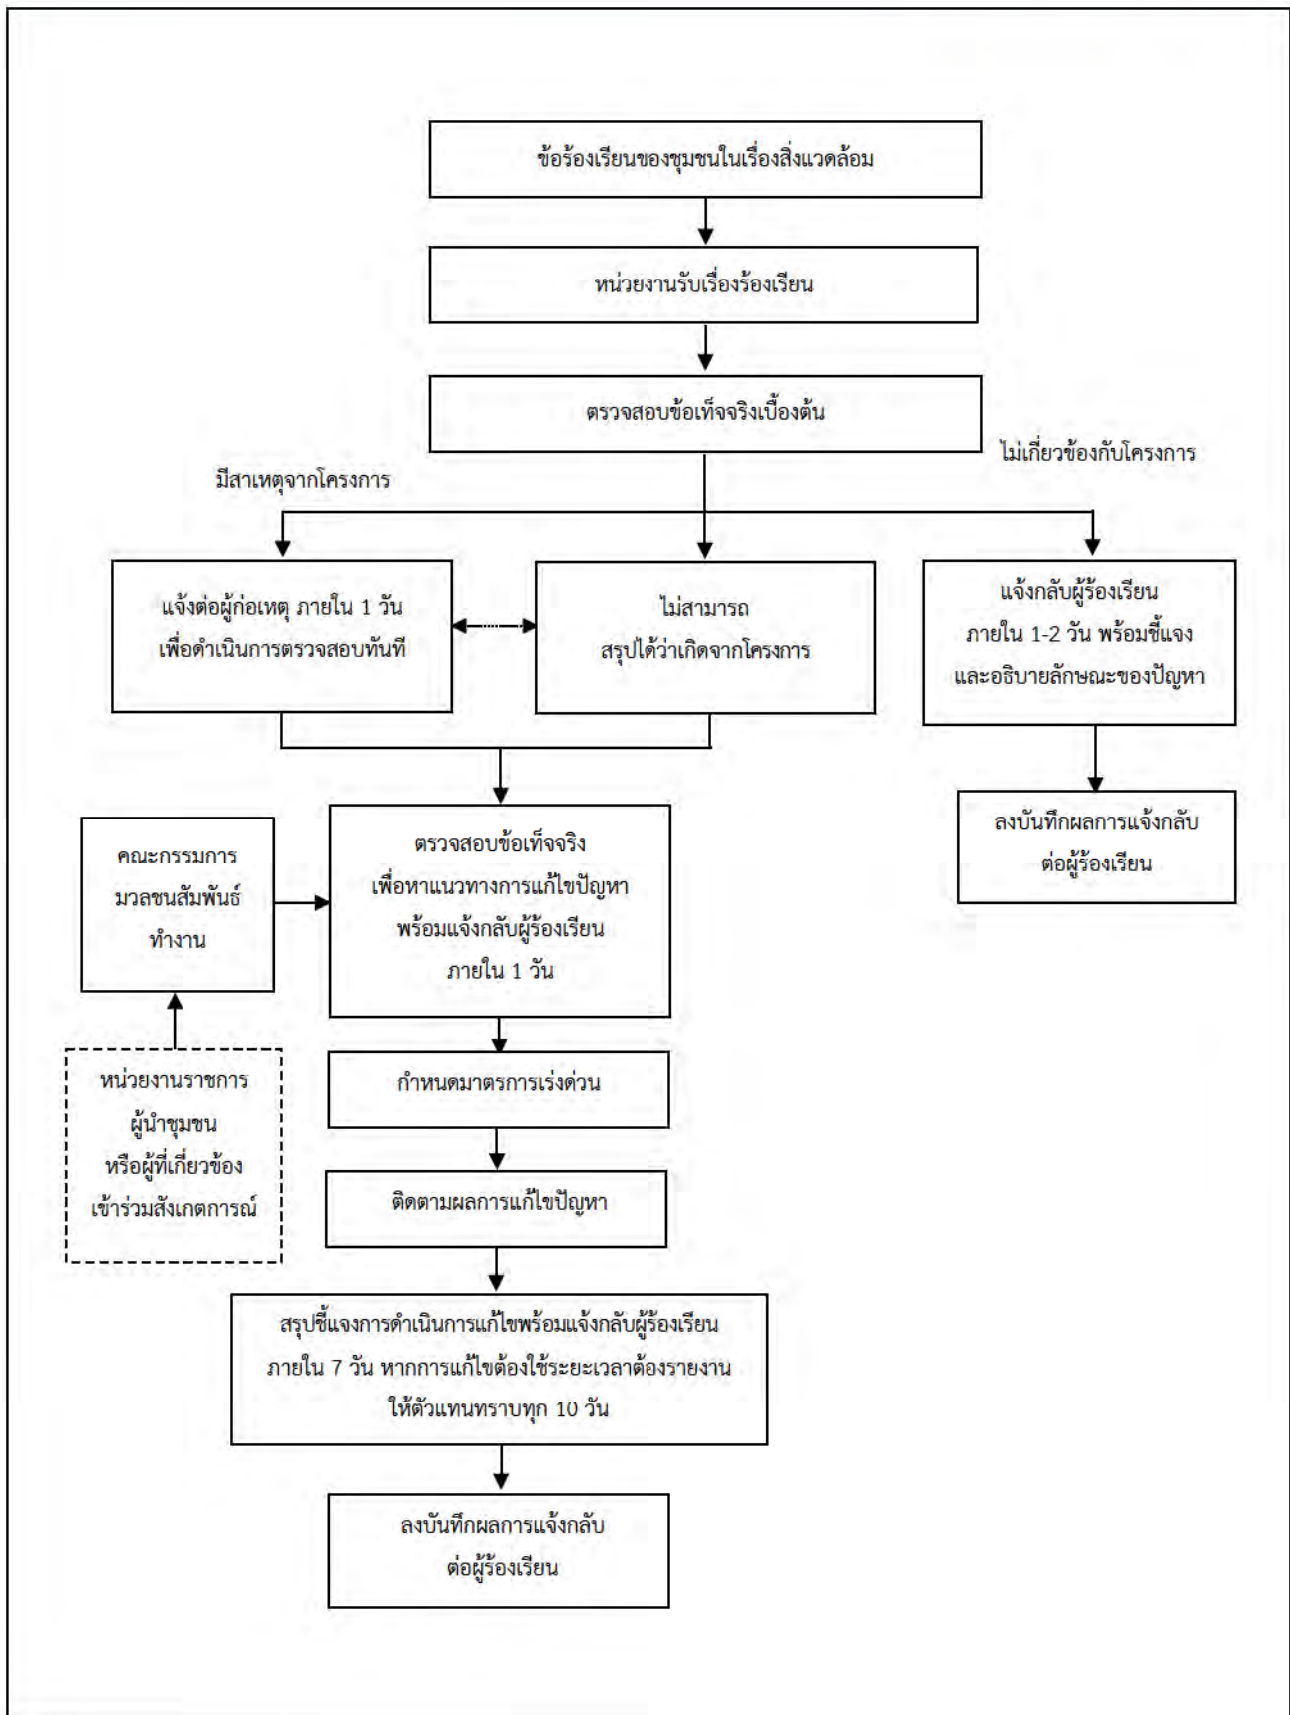 ข้อร้องเรียนของชุมชนในเรื่องสิ่งแวดล้อม
หน่วยงานรับเรื่องร้องเรียน
ตรวจสอบข้อเท็จจริงเบื้องต้น
ไม่เกี่ยวข้องกับโครงการ
มีสาเหตุจากโครงการ
แจ้งต่อผู้ก่อเหตุ ภายใน 1 วัน
เพื่อดำเนินการตรวจสอบทันที
ไม่สามารถ
สรุปได้ว่าเกิดจากโครงการ
แจ้งกลับผู้ร้องเรียน
ภายใน 1-2 วัน พร้อมชี้แจง
และอธิบายลักษณะของปัญหา
ลงบันทึกผลการแจ้งกลับ
ต่อผู้ร้องเรียน
คณะกรรมการ
มวลชนสัมพันธ์
ทำงาน
ตรวจสอบข้อเท็จจริง
เพื่อหาแนวทางการแก้ไขปัญหา
พร้อมแจ้งกลับผู้ร้องเรียน
ภายใน 1 วัน
หน่วยงานราชการ
ผู้นำชุมชน
หรือผู้ที่เกี่ยวข้อง
เข้าร่วมสังเกตการณ์
กำหนดมาตรการเร่งด่วน
ติดตามผลการแก้ไขปัญหา
สรุปชี้แจงการดำเนินการแก้ไขพร้อมแจ้งกลับผู้ร้องเรียน
ภายใน 7 วัน หากการแก้ไขต้องใช้ระยะเวลาต้องรายงาน
ให้ตัวแทนทราบทุก 10 วัน
ลงบันทึกผลการแจ้งกลับ
ต่อผู้ร้องเรียน